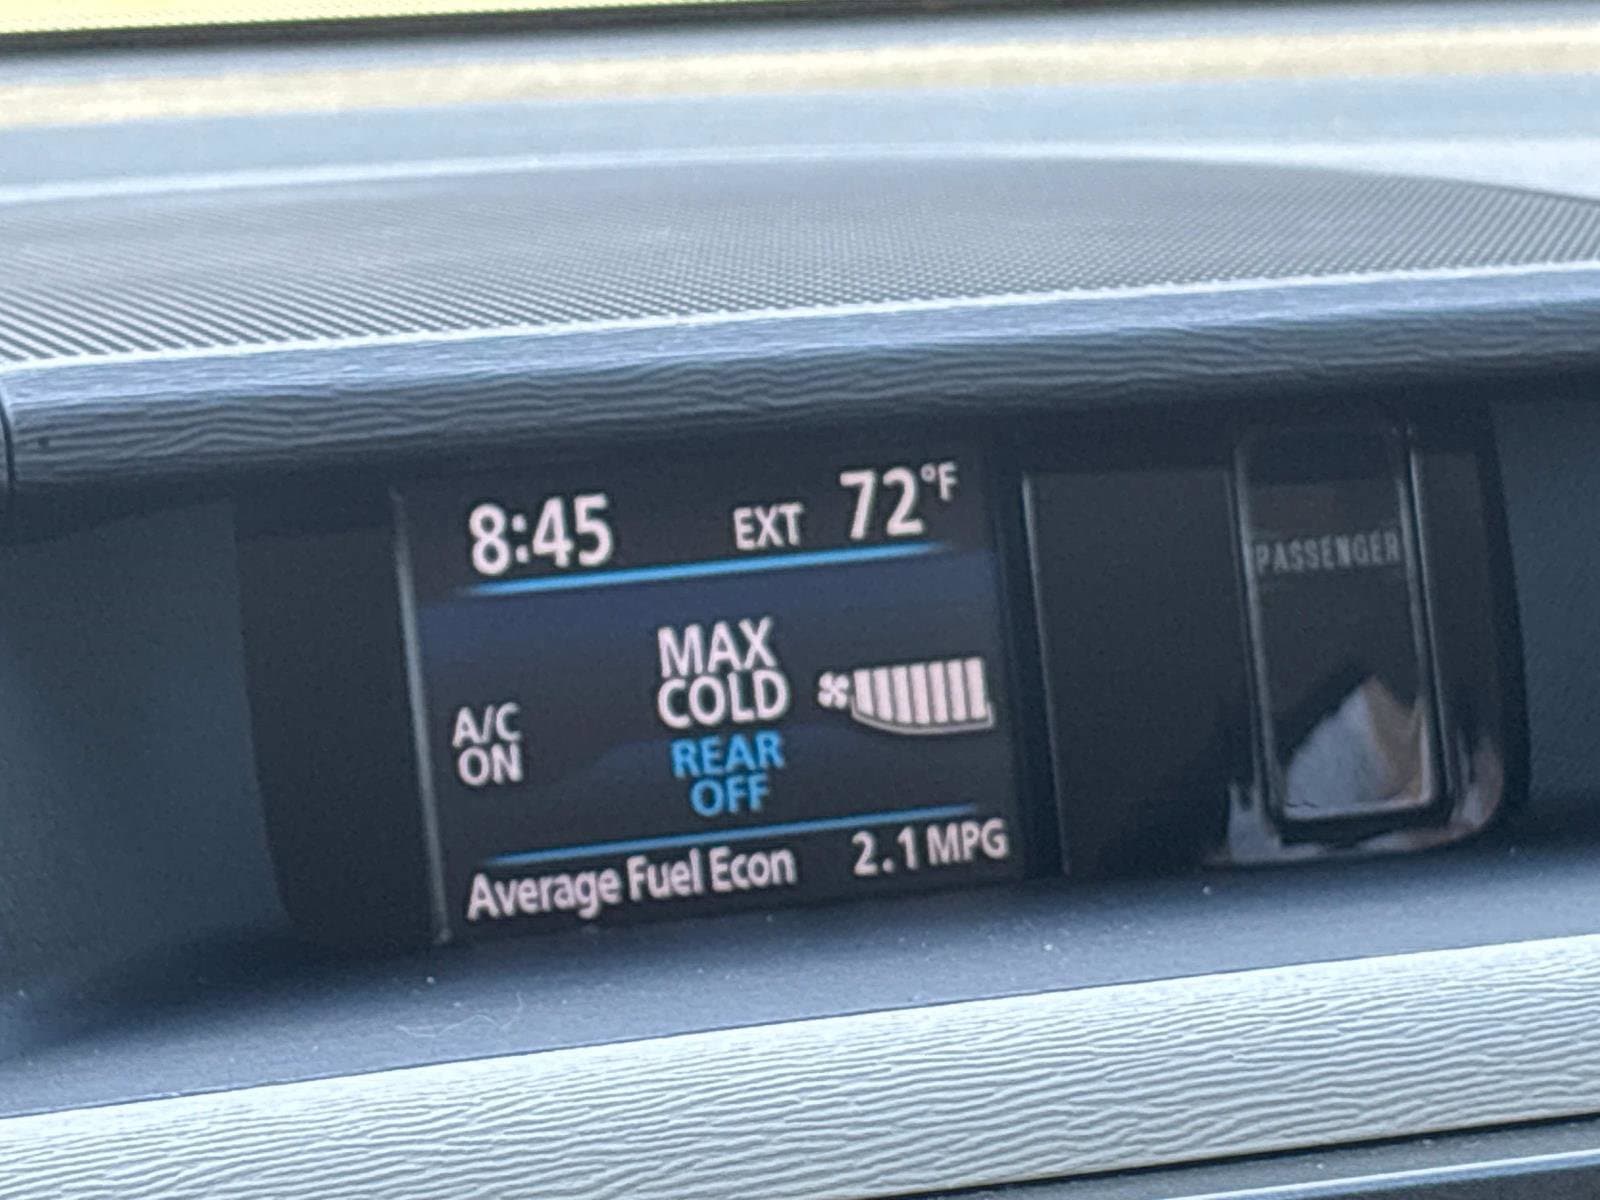 8:45 EXT 72°F
MAX
COLD
A/C
ON
REAR
OFF
Average Fuel Econ 2.1 MPG
PASSENGER